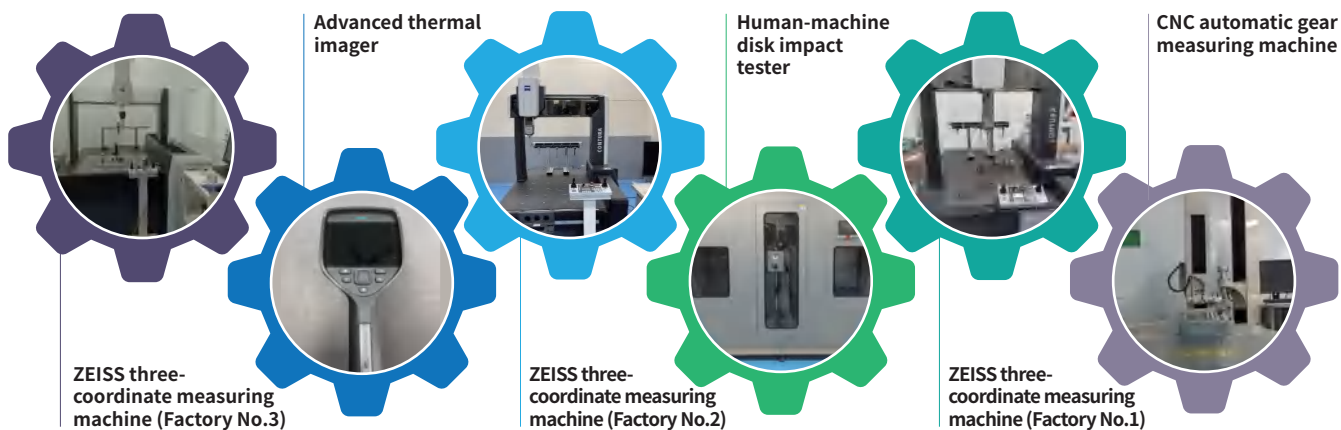 Advanced thermal
imager
Human-machine
disk impact
tester
CNC automatic gear
measuring machine
CONTURA
ZEISS three-
coordinate measuring
machine (Factory No.3)
ZEISS three-
coordinate measuring
machine (Factory No.2)
ZEISS three-
coordinate measuring
machine (Factory No.1)